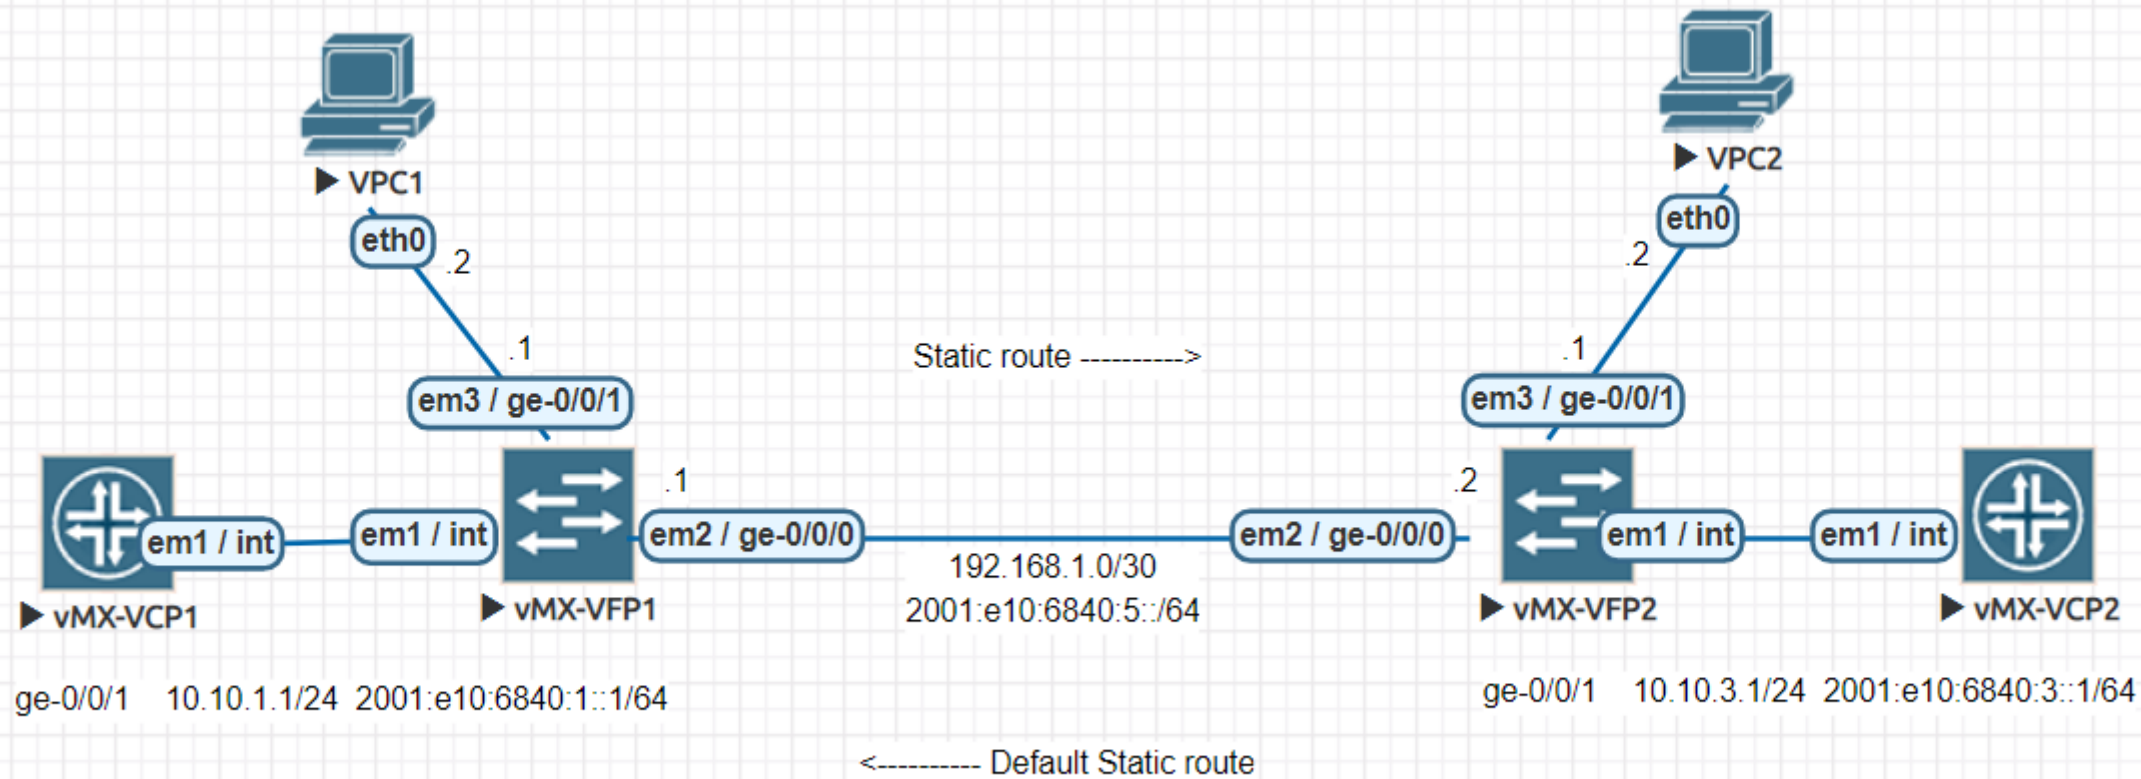 VPC1
VPC2
eth0
eth0
.2
.2
.1
.1
Static route ---------->
em3 / ge-0/0/1
em3 / ge-0/0/1
.1
.2
em1 / int
em1 / int
em2 / ge-0/0/0
em2 / ge-0/0/0
em1 / int
em1 / int
192.168.1.0/30
2001:e10:6840:5::/64
vMX-VCP1
vMX-VFP1
vMX-VFP2
vMX-VCP2
ge-0/0/1 10.10.1.1/24 2001:e10:6840:1::1/64
ge-0/0/1 10.10.3.1/24 2001:e10:6840:3::1/64
<---------- Default Static route